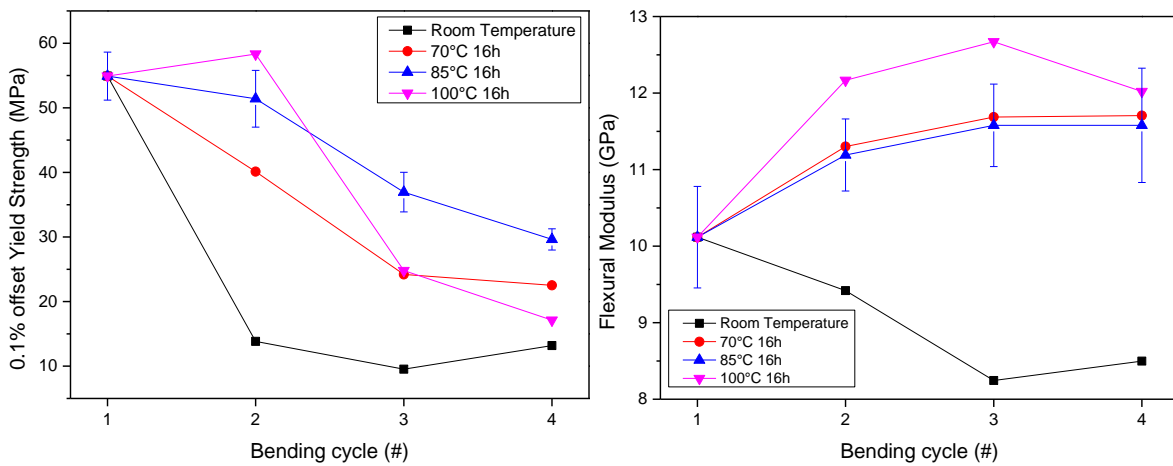 0.1% offset Yield Strength (MPa)
60
50
40
30
20
10
1
2
3
4
Bending cycle (#)
Room Temperature
70°C 16h
85°C 16h
100°C 16h
Flexural Modulus (GPa)
13
12
11
10
9
8
1
2
3
4
Bending cycle (#)
Room Temperature
70°C 16h
85°C 16h
100°C 16h